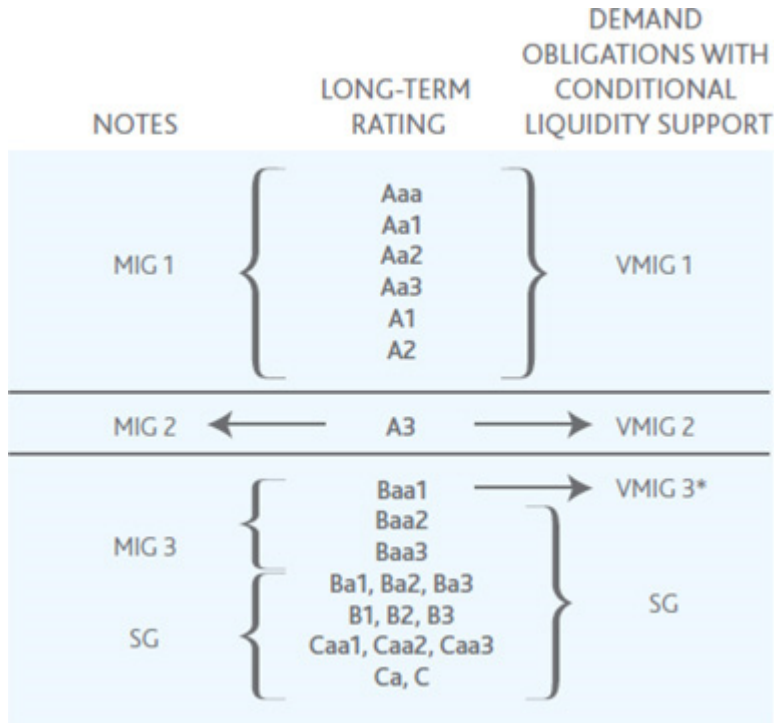 DEMAND
OBLIGATIONS WITH
LONG-TERM CONDITIONAL
NOTES RATING LIQUIDITY SUPPORT
Aaa
Aa1
Aa2
MIG 1 VMIG 1
Aa3
A1
A2
MIG 2 A3 VMIG 2
Baa1 VMIG 3*
Baa2
MIG 3 Baa3
Ba1, Ba2, Ba3
B1, B2, B3 SG
SG Caa1, Caa2, Caa3
Ca, C